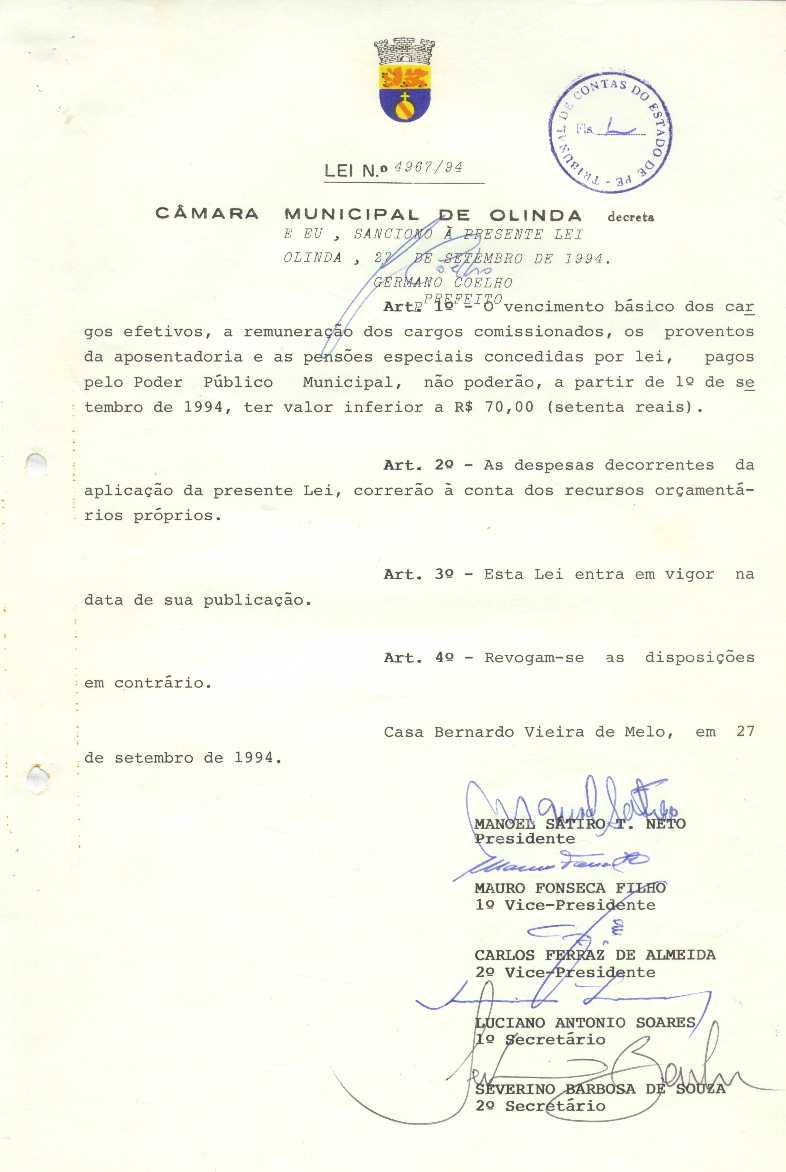 TRIBUNAL DE CONTAS DO ESTADO DE PE -
Fls.
LEI N.º 4967/94
CÂMARA MUNICIPAL DE OLINDA decreta
E EU , SANCIONO À PRESENTE LEI
OLINDA , 27 DE SETEMBRO DE 1994.
GERMANO COELHO
PREFEITO
Art. 1º - O vencimento básico dos car
gos efetivos, a remuneração dos cargos comissionados, os proventos
da aposentadoria e as pensões especiais concedidas por lei, pagos
pelo Poder Público Municipal, não poderão, a partir de 1º de se
tembro de 1994, ter valor inferior a R$ 70,00 (setenta reais).
Art. 2º - As despesas decorrentes da
aplicação da presente Lei, correrão à conta dos recursos orçamentá-
rios próprios.
Art. 3º - Esta Lei entra em vigor na
data de sua publicação.
Art. 4º - Revogam-se as disposições
em contrário.
Casa Bernardo Vieira de Melo, em 27
de setembro de 1994.
MANOEL SÁTIRO T. NETO
Presidente
MAURO FONSECA FILHO
1º Vice-Presidente
CARLOS FERRAZ DE ALMEIDA
2º Vice-Presidente
LUCIANO ANTONIO SOARES
1º Secretário
SEVERINO BARBOSA DE SOUZA
2º Secretário